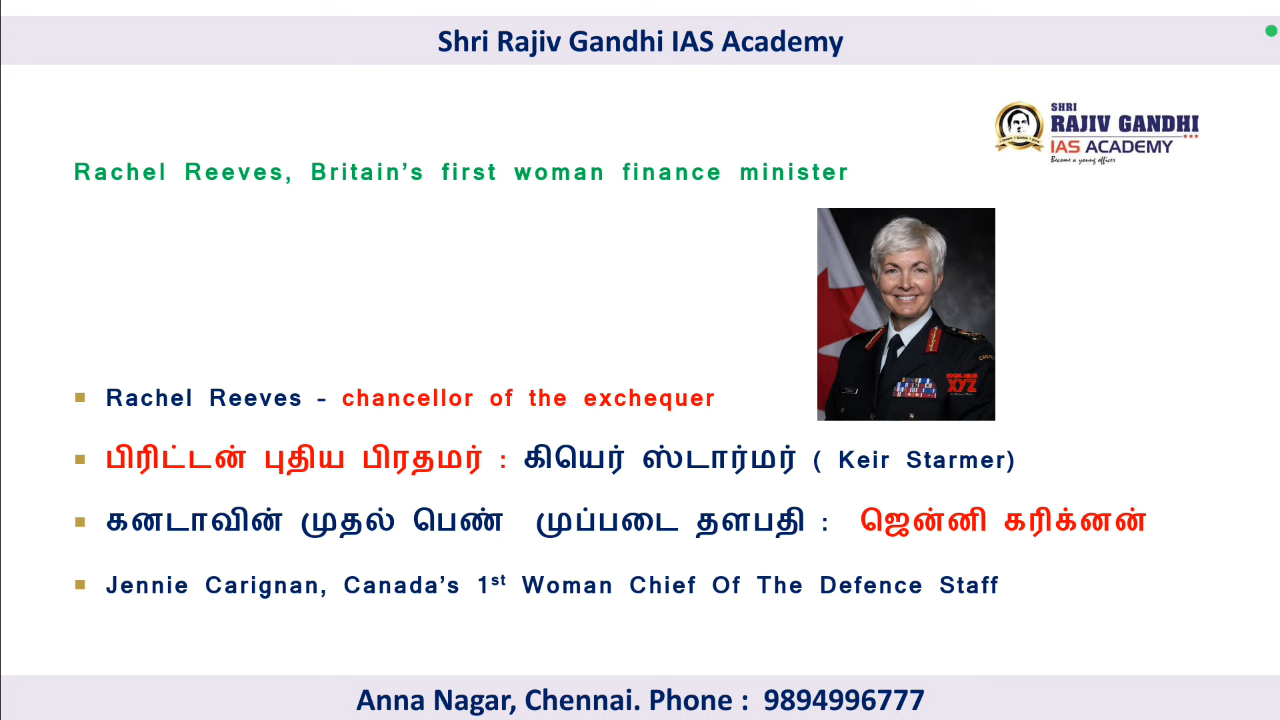 Shri Rajiv Gandhi IAS Academy
SHRI
RAJIV GANDHI
IAS ACADEMY
Become a young officer
Rachel Reeves, Britain’s first woman finance minister
XYZ
Rachel Reeves – chancellor of the exchequer
பிரிட்டன் புதிய பிரதமர் : கியெர் ஸ்டார்மர் ( Keir Starmer)
கனடாவின் முதல் பெண் முப்படை தளபதி : ஜென்னி கரிக்னன்
Jennie Carignan, Canada’s 1st Woman Chief Of The Defence Staff
Anna Nagar, Chennai. Phone : 9894996777